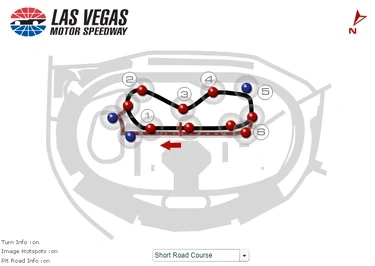 LAS VEGAS
MOTOR SPEEDWAY
N
2
4
3
5
1
6
Turn Info :on
Image Hotspots :on
Pit Road Info :on
Short Road Course